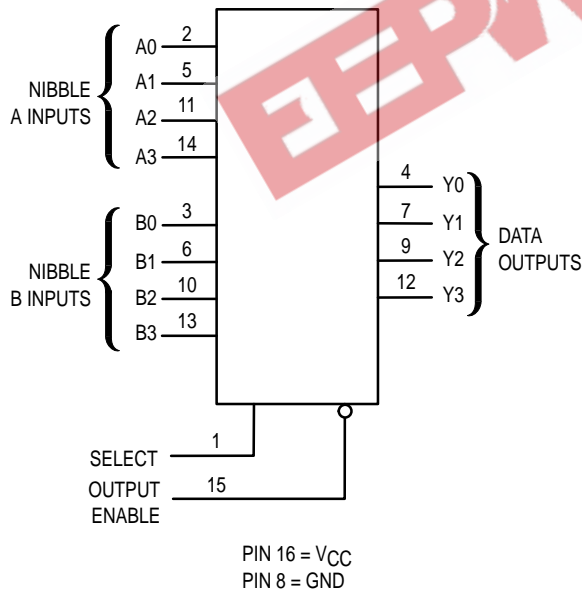 A0 2
A1 5
A2 11
A3 14
NIBBLE
A INPUTS
B0 3
B1 6
B2 10
B3 13
NIBBLE
B INPUTS
4 Y0
7 Y1
9 Y2
12 Y3
DATA
OUTPUTS
SELECT 1
OUTPUT
ENABLE
15
PIN 16 = VCC
PIN 8 = GND